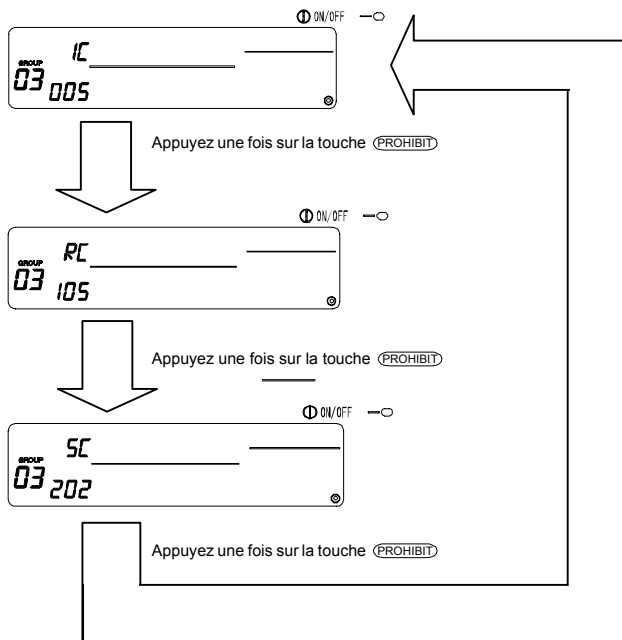 ON/OFF
IC
GROUP
03 005
Appuyez une fois sur la touche PROHIBIT
ON/OFF
RC
GROUP
03 105
Appuyez une fois sur la touche PROHIBIT
ON/OFF
SC
GROUP
03 202
Appuyez une fois sur la touche PROHIBIT